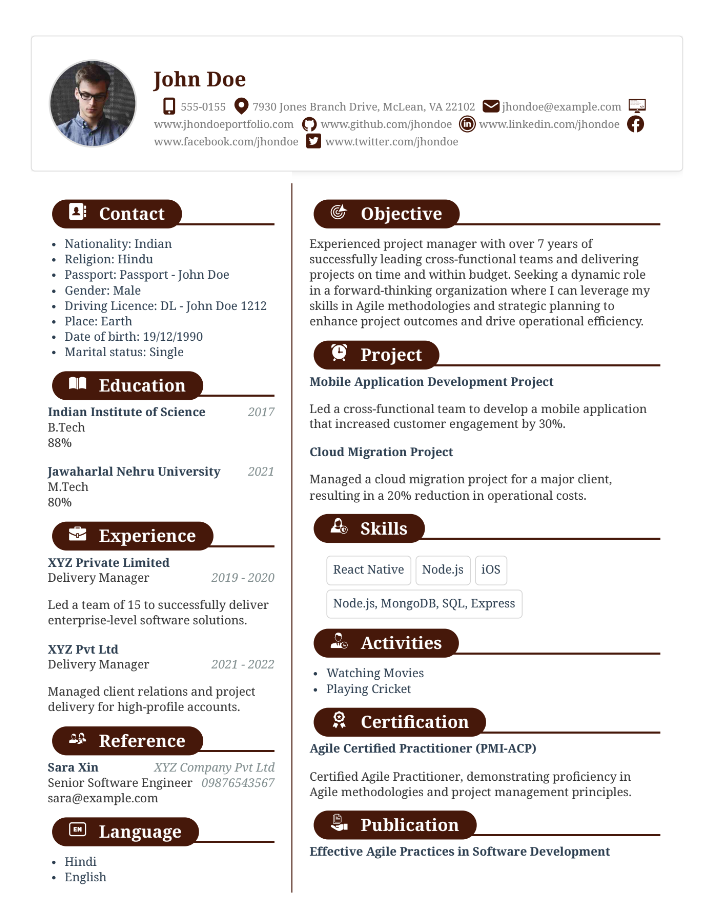 John Doe
555-0155 7930 Jones Branch Drive, McLean, VA 22102 jhondoe@example.com
www.jhondoeportfolio.com www.github.com/jhondoe www.linkedin.com/jhondoe
www.facebook.com/jhondoe www.twitter.com/jhondoe
Contact
Nationality: Indian
Religion: Hindu
Passport: Passport - John Doe
Gender: Male
Driving Licence: DL - John Doe 1212
Place: Earth
Date of birth: 19/12/1990
Marital status: Single
Education
Indian Institute of Science 2017
B.Tech
88%
Jawaharlal Nehru University 2021
M.Tech
80%
Experience
XYZ Private Limited
Delivery Manager 2019 - 2020
Led a team of 15 to successfully deliver
enterprise-level software solutions.
XYZ Pvt Ltd
Delivery Manager 2021 - 2022
Managed client relations and project
delivery for high-profile accounts.
Reference
Sara Xin XYZ Company Pvt Ltd
Senior Software Engineer 09876543567
sara@example.com
EN Language
Hindi
English
Objective
Experienced project manager with over 7 years of
successfully leading cross-functional teams and delivering
projects on time and within budget. Seeking a dynamic role
in a forward-thinking organization where I can leverage my
skills in Agile methodologies and strategic planning to
enhance project outcomes and drive operational efficiency.
Project
Mobile Application Development Project
Led a cross-functional team to develop a mobile application
that increased customer engagement by 30%.
Cloud Migration Project
Managed a cloud migration project for a major client,
resulting in a 20% reduction in operational costs.
Skills
React Native Node.js iOS
Node.js, MongoDB, SQL, Express
Activities
Watching Movies
Playing Cricket
Certification
Agile Certified Practitioner (PMI-ACP)
Certified Agile Practitioner, demonstrating proficiency in
Agile methodologies and project management principles.
Publication
Effective Agile Practices in Software Development